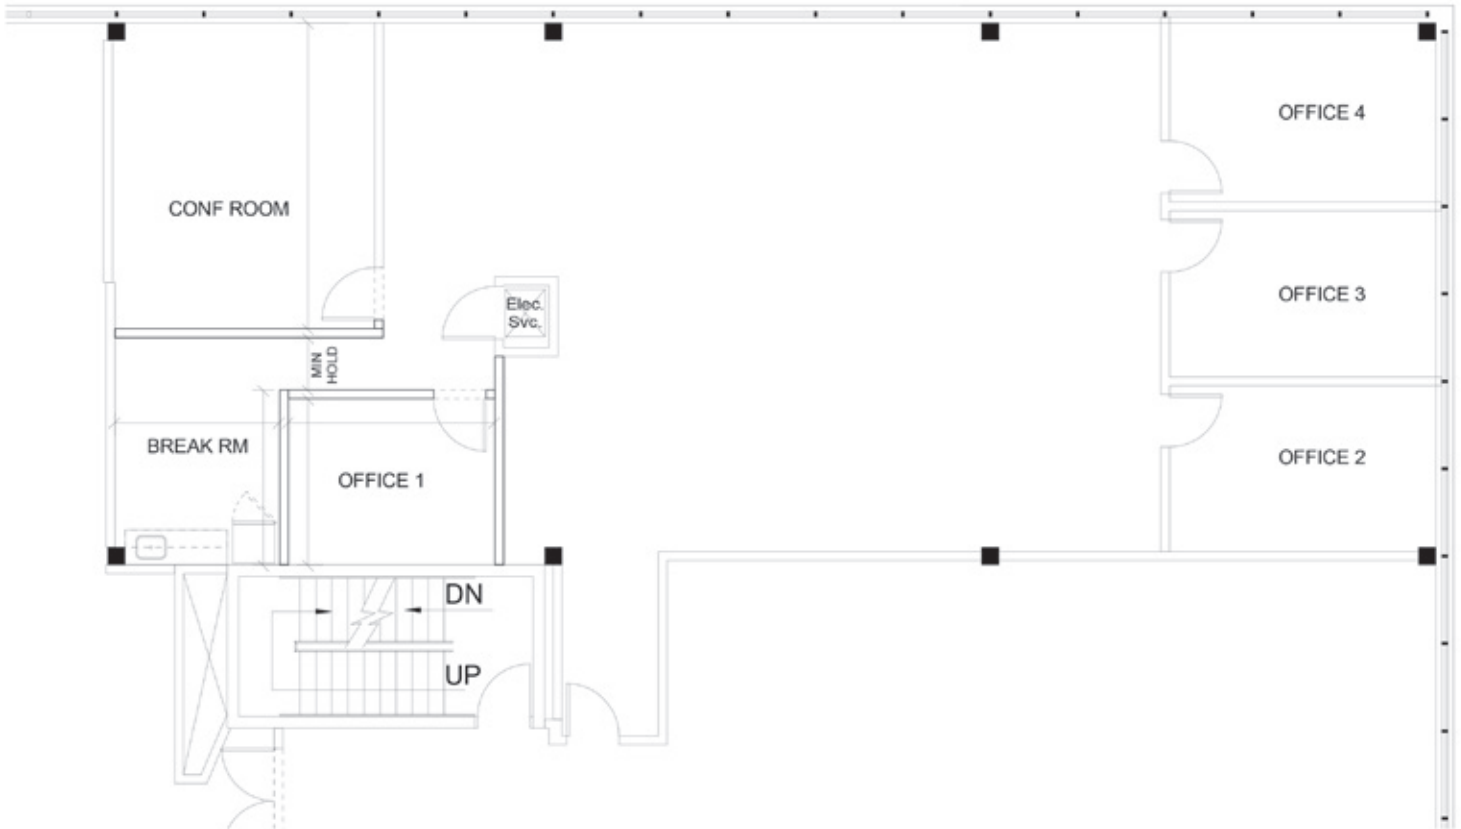 OFFICE 4
CONF ROOM
OFFICE 3
Elec.
Svc.
MIN
HOLD
BREAK RM
OFFICE 1
OFFICE 2
DN
UP